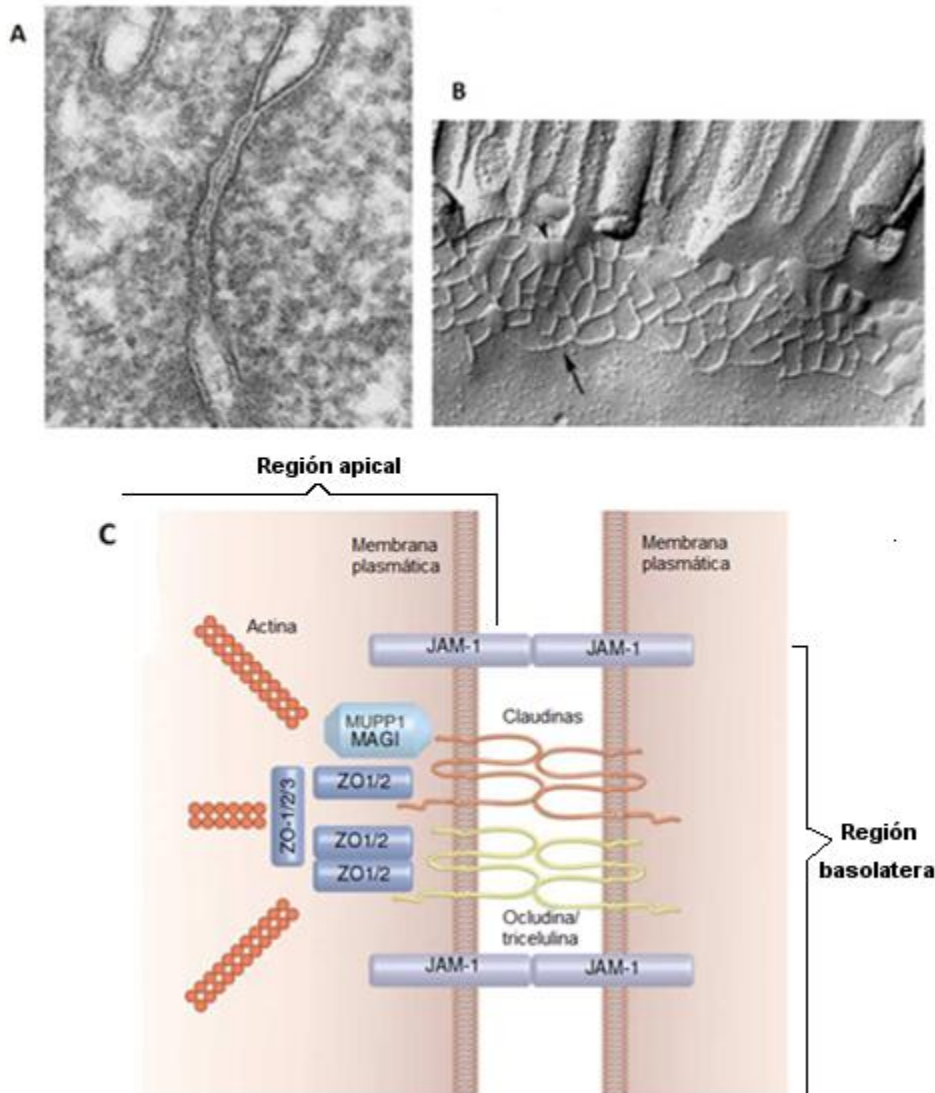 A
B
Región apical
C
Membrana
plasmática
Membrana
plasmática
Actina
JAM-1
JAM-1
MUPP1
MAGI
Claudinas
ZO1/2
ZO-1/2/3
ZO1/2
ZO1/2
Región
basolatera
Ocludina/
tricelulina
JAM-1
JAM-1